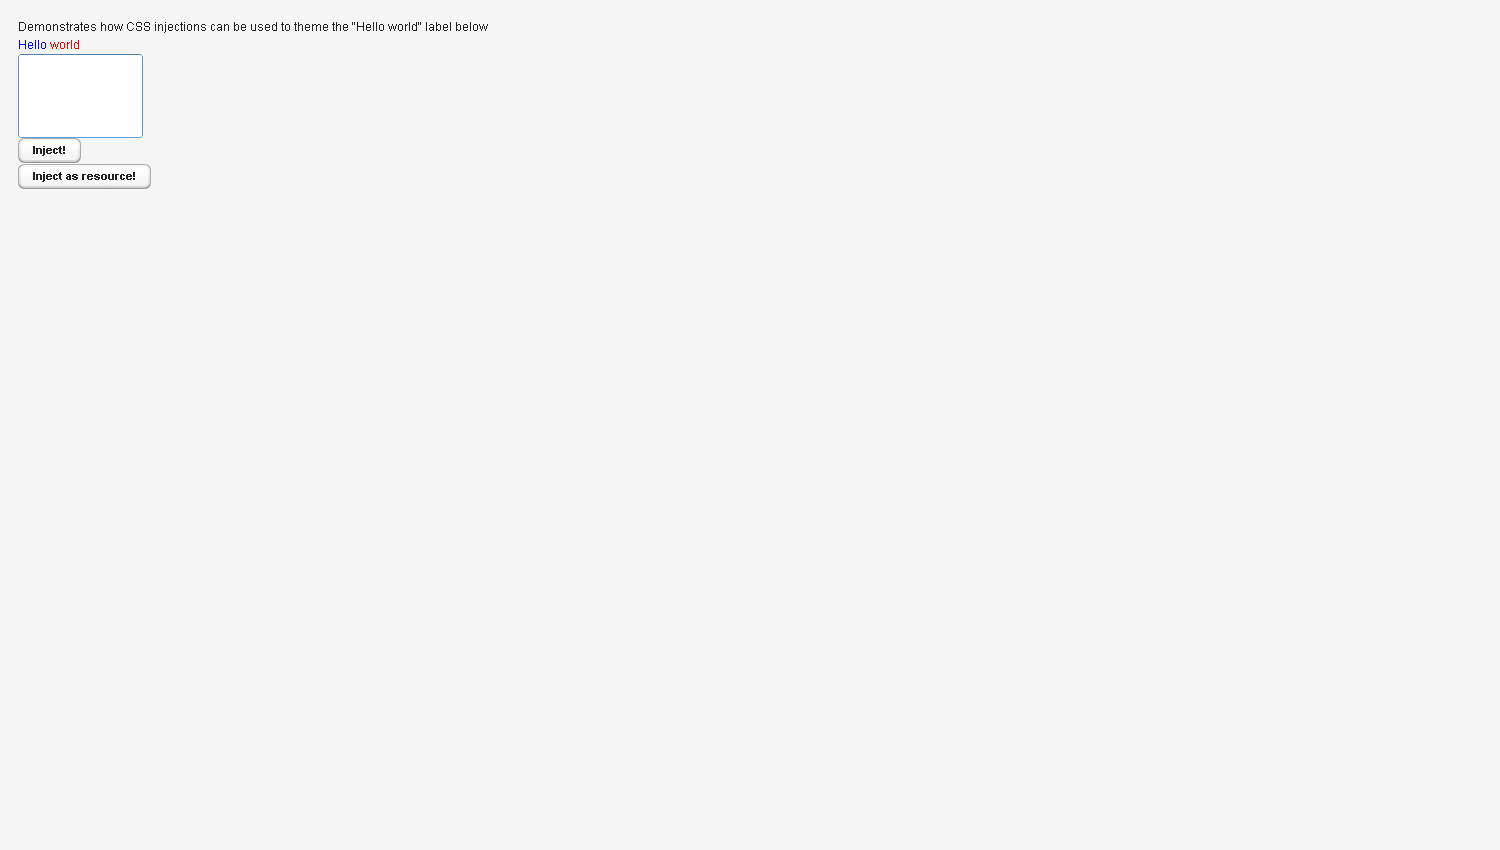 Demonstrates how CSS injections can be used to theme the "Hello world" label below
Hello world
Inject!
Inject as resource!